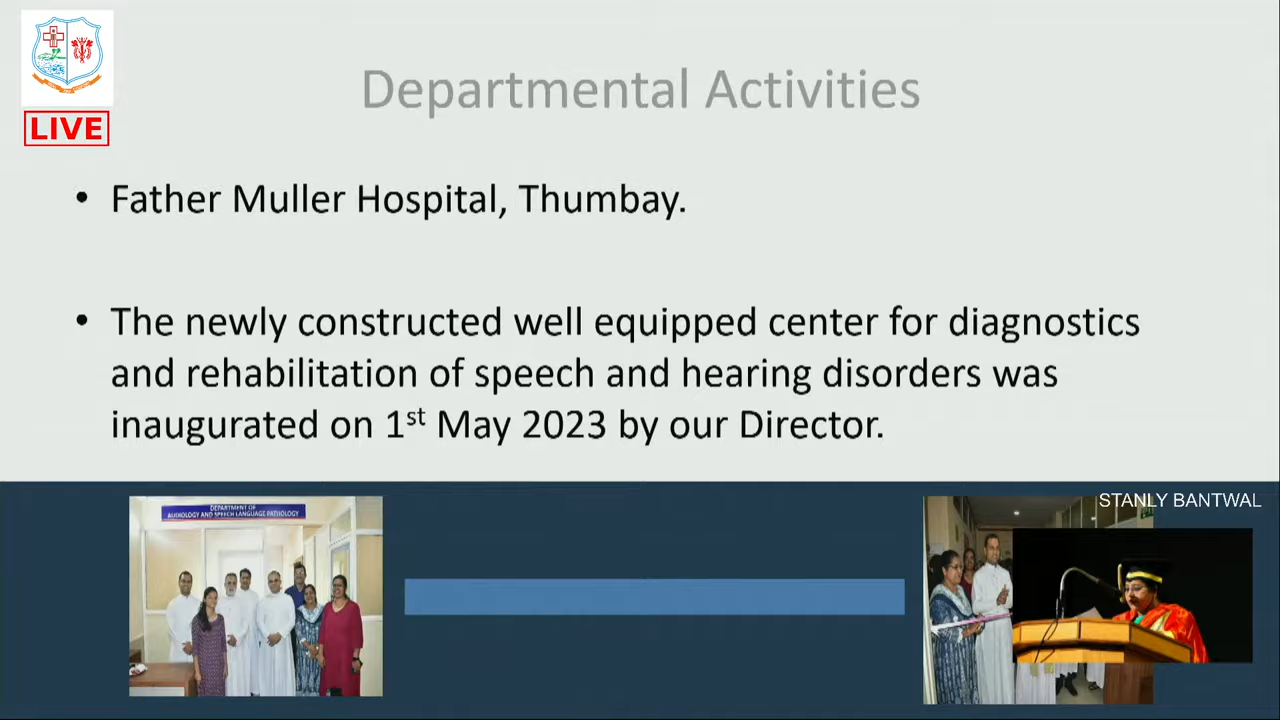 LIVE
Departmental Activities
• Father Muller Hospital, Thumbay.
• The newly constructed well equipped center for diagnostics
and rehabilitation of speech and hearing disorders was
inaugurated on 1st May 2023 by our Director.
DEPARTMENT OF
AUDIOLOGY AND SPEECH LANGUAGE PATHOLOGY
STANLY BANTWAL